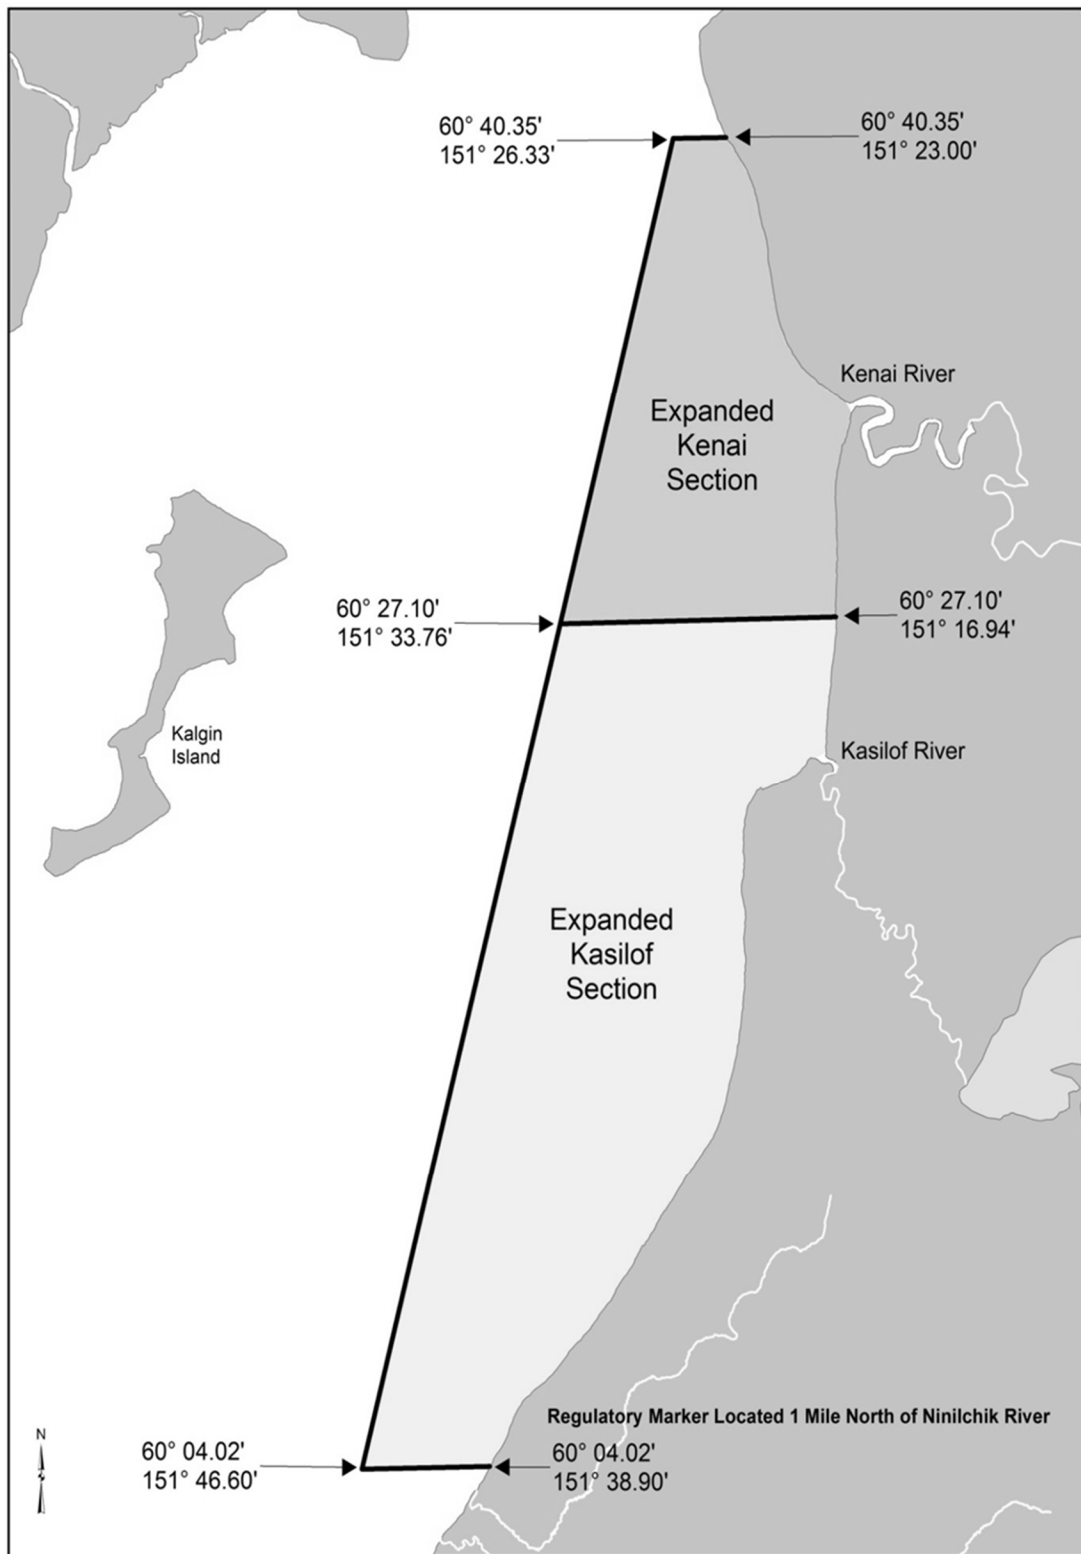 60° 40.35'
151° 26.33'
60° 40.35'
151° 23.00'
Kenai River
Expanded
Kenai
Section
60° 27.10'
151° 33.76'
60° 27.10'
151° 16.94'
Kalgin
Island
Kasilof River
Expanded
Kasilof
Section
Regulatory Marker Located 1 Mile North of Ninilchik River
N
60° 04.02'
151° 46.60'
60° 04.02'
151° 38.90'